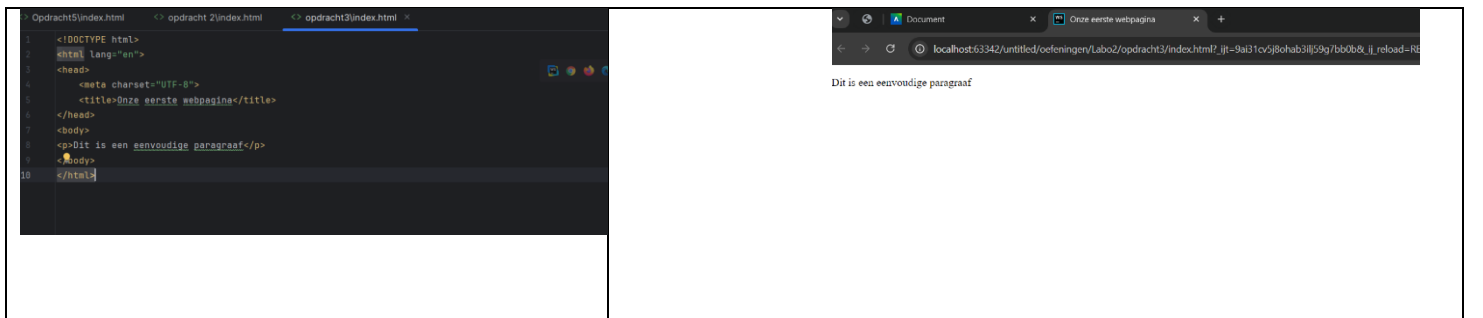 Opdracht5\index.html <> opdracht 2\index.html <> opdracht3\index.html ×
1 <!DOCTYPE html>
2 <html lang="en">
3 <head>
4 <meta charset="UTF-8">
5 <title>Onze eerste webpagina</title>
6 </head>
7 <body>
8 <p>Dit is een eenvoudige paragraaf</p>
9 </body>
10 </html>
Document × Onze eerste webpagina × +
localhost:63342/untitled/oefeningen/Labo2/opdracht3/index.html?_ijt=9ai31cv5j8ohab3ilj59g7bb0b&_ij_reload=RE
Dit is een eenvoudige paragraaf